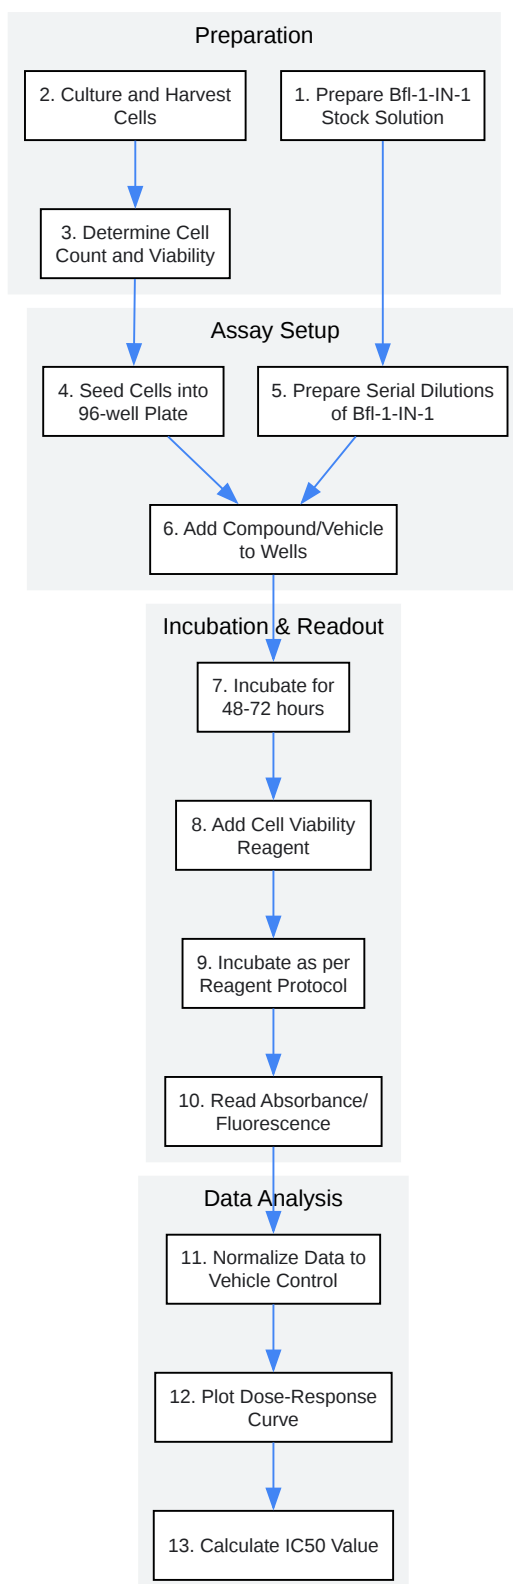 Preparation
2. Culture and Harvest
Cells
1. Prepare Bfl-1-IN-1
Stock Solution
3. Determine Cell
Count and Viability
Assay Setup
4. Seed Cells into
96-well Plate
5. Prepare Serial Dilutions
of Bfl-1-IN-1
6. Add Compound/Vehicle
to Wells
Incubation & Readout
7. Incubate for
48-72 hours
8. Add Cell Viability
Reagent
9. Incubate as per
Reagent Protocol
10. Read Absorbance/
Fluorescence
Data Analysis
11. Normalize Data to
Vehicle Control
12. Plot Dose-Response
Curve
13. Calculate IC50 Value